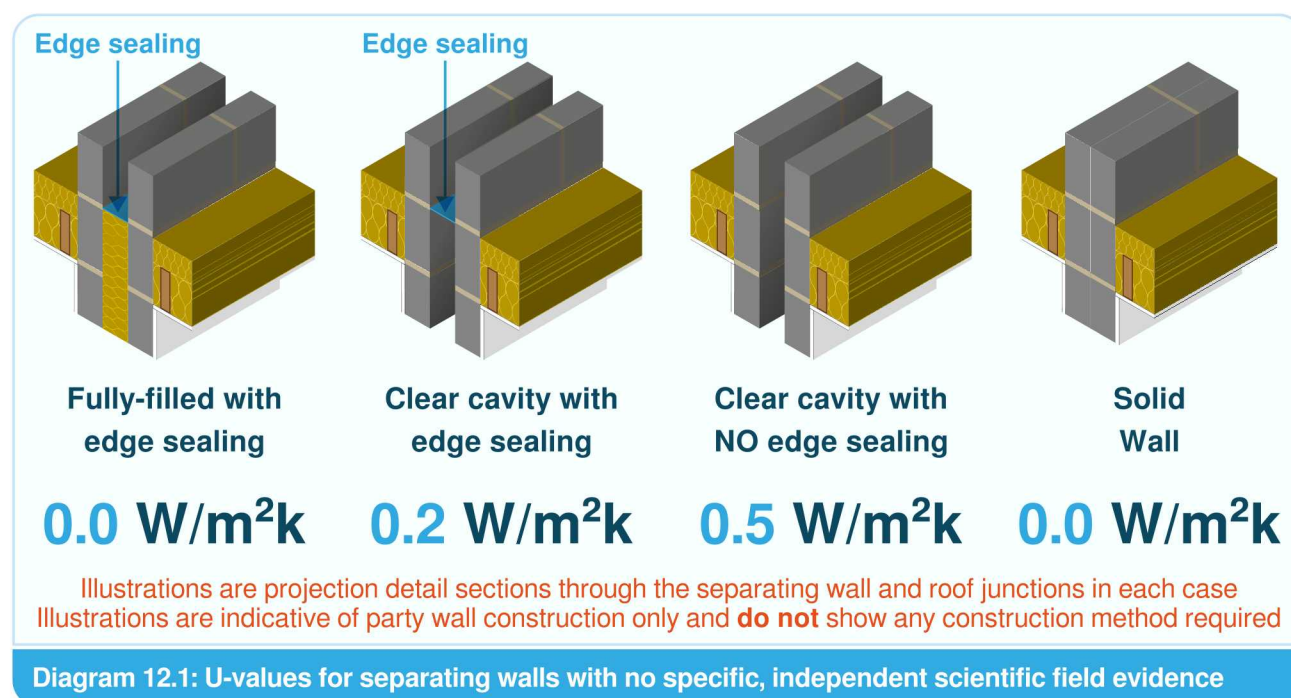 Edge sealing
Edge sealing
Fully-filled with
edge sealing
Clear cavity with
edge sealing
Clear cavity with
NO edge sealing
Solid
Wall
0.0 W/m²k
0.2 W/m²k
0.5 W/m²k
0.0 W/m²k
Illustrations are projection detail sections through the separating wall and roof junctions in each case
Illustrations are indicative of party wall construction only and do not show any construction method required
Diagram 12.1: U-values for separating walls with no specific, independent scientific field evidence